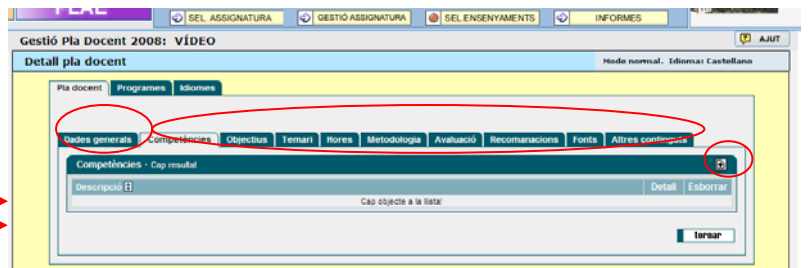 SEL. ASSIGNATURA GESTIÓ ASSIGNATURA SEL.ENSENYAMENTS INFORMES
Gestió Pla Docent 2008: VÍDEO AJUT
Detall pla docent Mode normal. Idioma: Castellano
Pla docent Programes Idiomes
Dades generals Competències Objectius Temari Hores Metodologia Avaluació Recomanacions Fonts Altres continguts
Competències - Cap resultat
Descripció Detall Esborrar
Cap objecte a la llista!
tornar